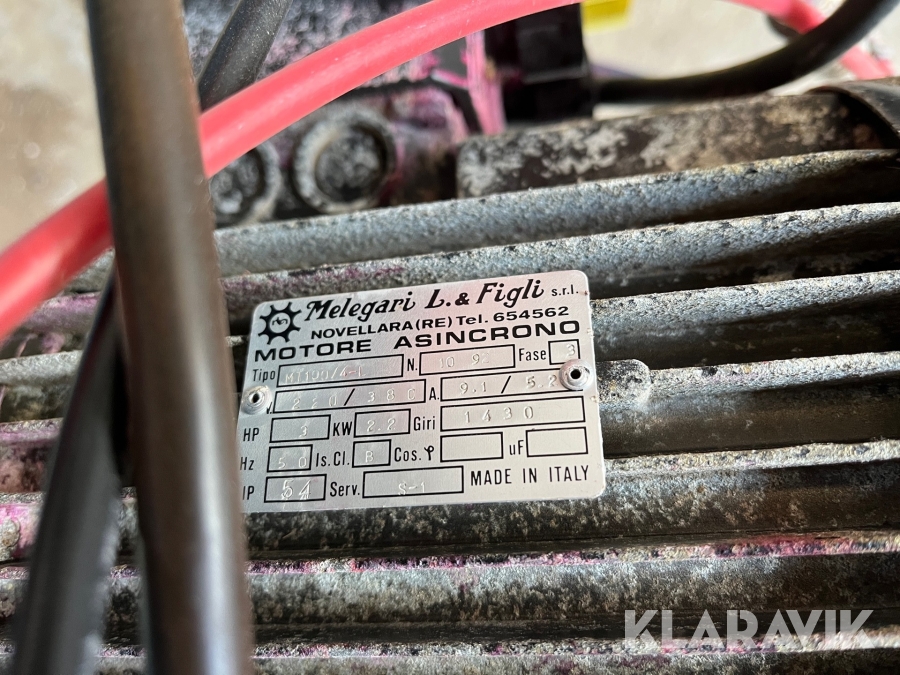 Melegari L. & Figli s.r.l.
NOVELLARA (RE) Tel. 654562
MOTORE ASINCRONO
Tipo N. 10 92 Fase 3
220/380 A. 9.1 / 5.2
HP 3 KW 2.2 Giri 1430
Hz 50 Is.Cl. B Cos. φ uF
IP 54 Serv. S-1 MADE IN ITALY
KLARAVIK